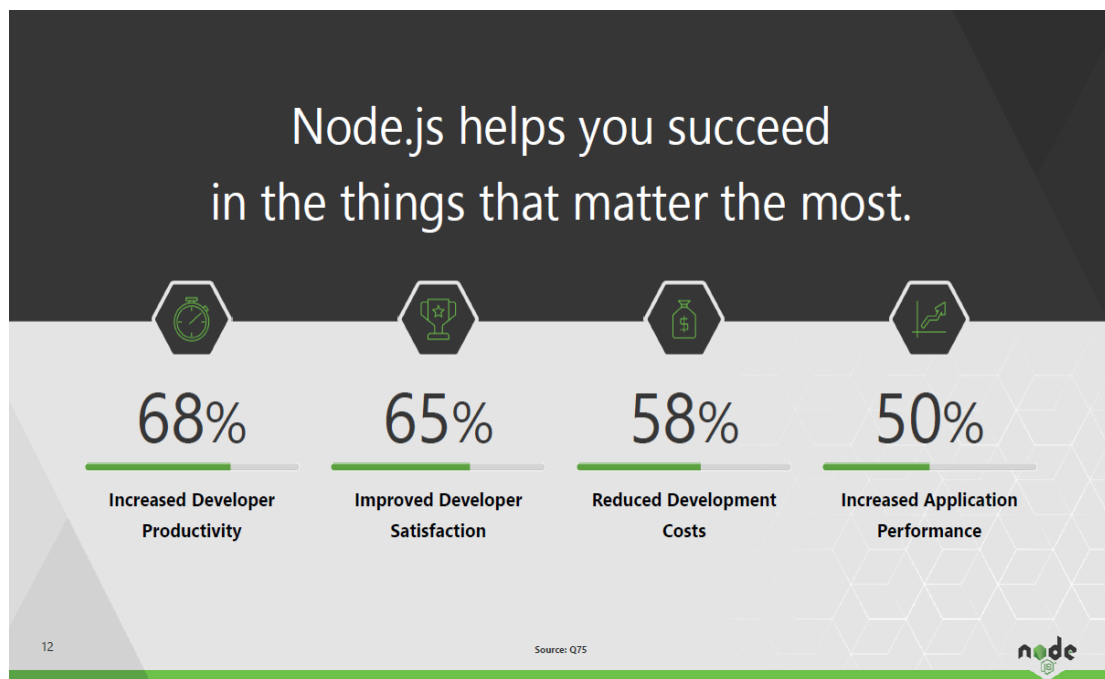 Node.js helps you succeed
in the things that matter the most.
$
68%
65%
58%
50%
Increased Developer
Productivity
Improved Developer
Satisfaction
Reduced Development
Costs
Increased Application
Performance
12
Source: Q75
node
JS